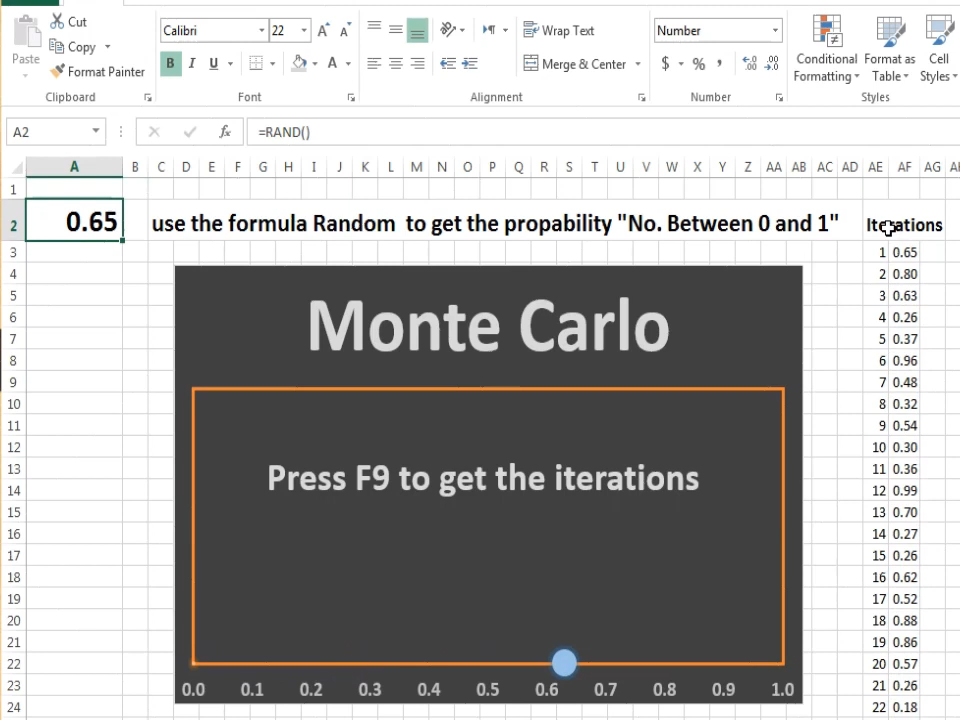 Cut
Calibri 22 A A Wrap Text Number
Copy
Paste Format Painter B I U A Merge & Center $ % , Conditional Formatting Format as Table Cell Styles
Clipboard Font Alignment Number Styles
A2 fx =RAND()
A B C D E F G H I J K L M N O P Q R S T U V W X Y Z AA AB AC AD AE AF AG
1
2 0.65 use the formula Random to get the propability "No. Between 0 and 1" Iterations
3 1 0.65
4 2 0.80
5 3 0.63
6 4 0.26
7 5 0.37
8 6 0.96
9 7 0.48
10 8 0.32
11 9 0.54
12 10 0.30
13 11 0.36
14 12 0.99
15 13 0.70
16 14 0.27
17 15 0.26
18 16 0.62
19 17 0.52
20 18 0.88
21 19 0.86
22 20 0.57
23 21 0.26
24 22 0.18
Monte Carlo
Press F9 to get the iterations
0.0 0.1 0.2 0.3 0.4 0.5 0.6 0.7 0.8 0.9 1.0